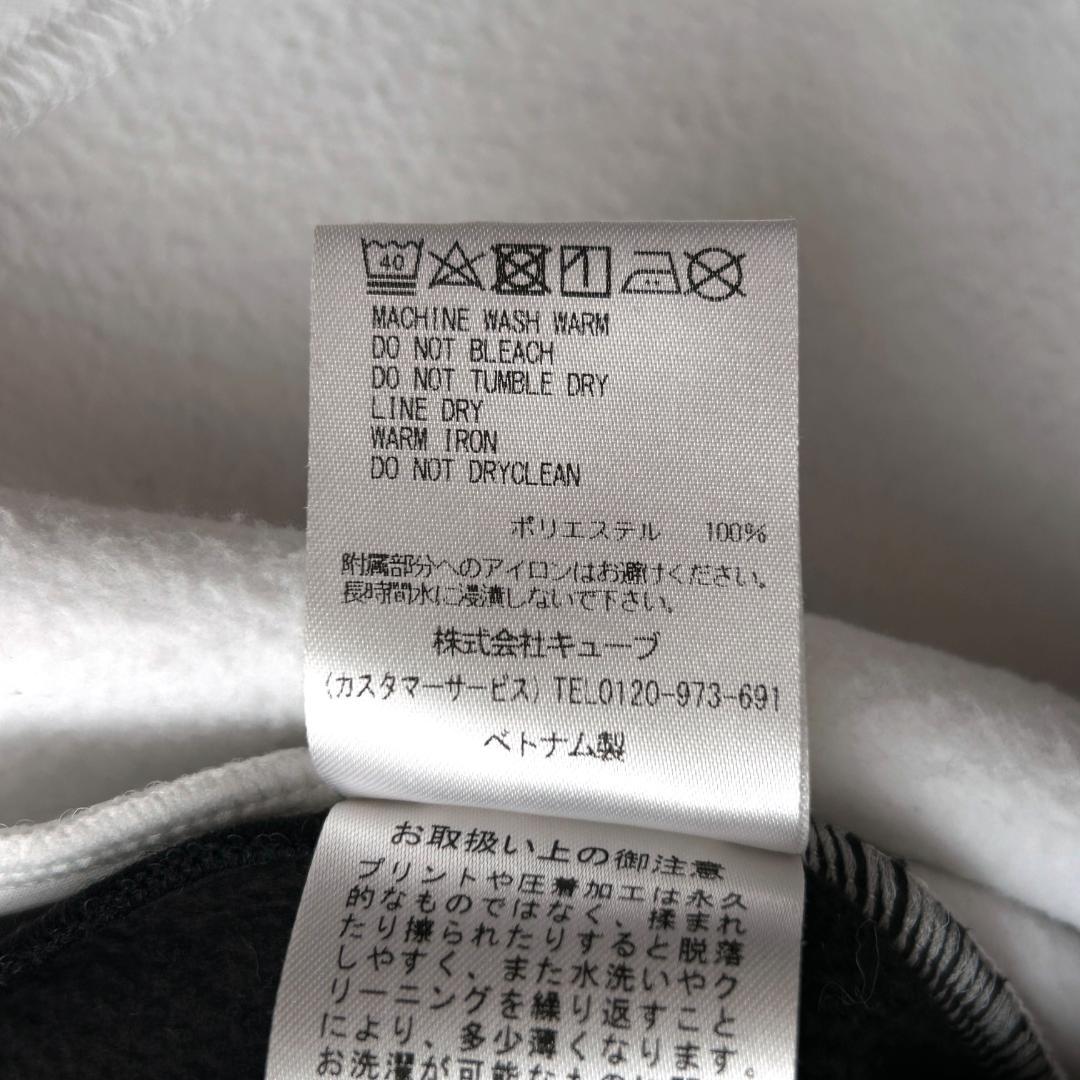 40
MACHINE WASH WARM
DO NOT BLEACH
DO NOT TUMBLE DRY
LINE DRY
WARM IRON
DO NOT DRYCLEAN
ポリエステル 100%
附属部分へのアイロンはお避けください。
長時間水に浸漬しないで下さい。
株式会社キューブ
(カスタマーサービス) TEL0120-973-691
ベトナム製
お取扱い上の御注意
プリントや圧着加工は永久
的なものではなく、揉まれ
たり擦られたりすると脱落
しやすく、また水洗いやク
リーニングを繰り返すこと
により、多少薄くなります。
お洗濯が可能なも